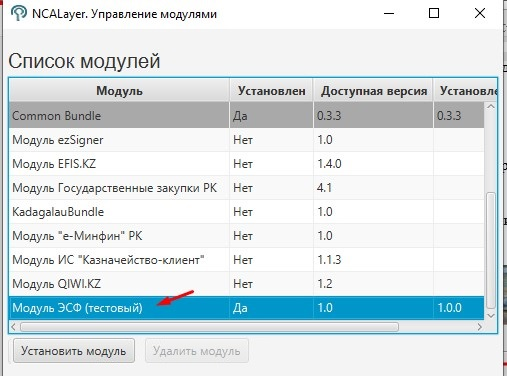 NCALayer. Управление модулями
Список модулей
Модуль Установлен Доступная версия Установле
Common Bundle Да 0.3.3 0.3.3
Модуль ezSigner Нет 1.0
Модуль EFIS.KZ Нет 1.4.0
Модуль Государственные закупки РК Нет 4.1
KadagalauBundle Нет 1.0
Модуль "е-Минфин" РК Нет 1.0
Модуль ИС "Казначейство-клиент" Нет 1.1.3
Модуль QIWI.KZ Нет 1.2
Модуль ЭСФ (тестовый) Да 1.0 1.0.0
Установить модуль Удалить модуль